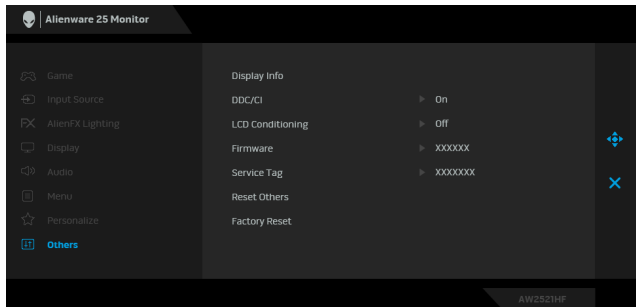 Alienware 25 Monitor
Game
Input Source
AlienFX Lighting
Display
Audio
Menu
Personalize
Others
Display Info
DDC/CI On
LCD Conditioning Off
Firmware XXXXXX
Service Tag XXXXXXX
Reset Others
Factory Reset
AW2521HF